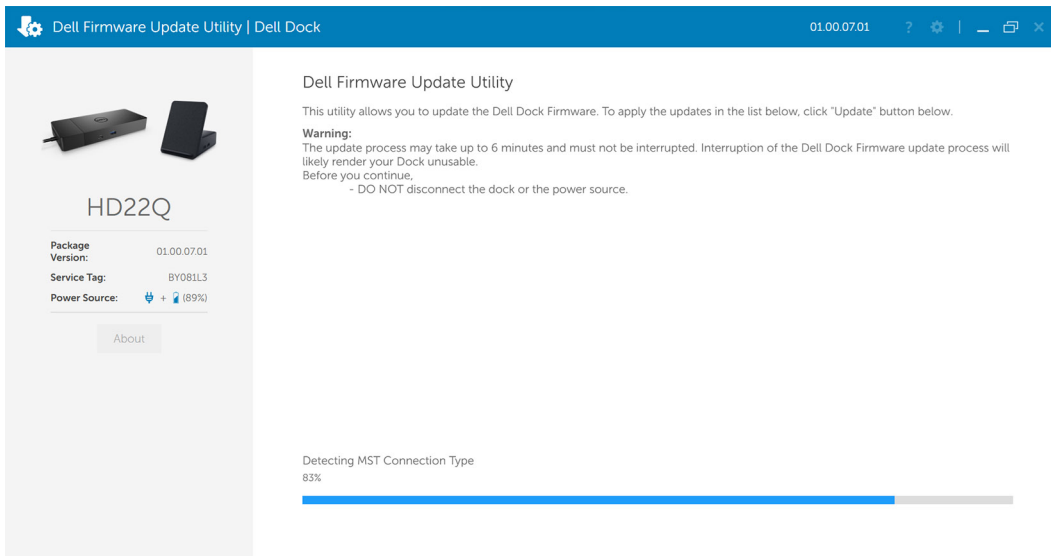 Dell Firmware Update Utility | Dell Dock
01.00.07.01
?
Dell Firmware Update Utility
This utility allows you to update the Dell Dock Firmware. To apply the updates in the list below, click "Update" button below.
Warning:
The update process may take up to 6 minutes and must not be interrupted. Interruption of the Dell Dock Firmware update process will
likely render your Dock unusable.
Before you continue,
- DO NOT disconnect the dock or the power source.
HD22Q
Package
Version:
01.00.07.01
Service Tag:
BY081L3
Power Source:
+
(89%)
About
Detecting MST Connection Type
83%